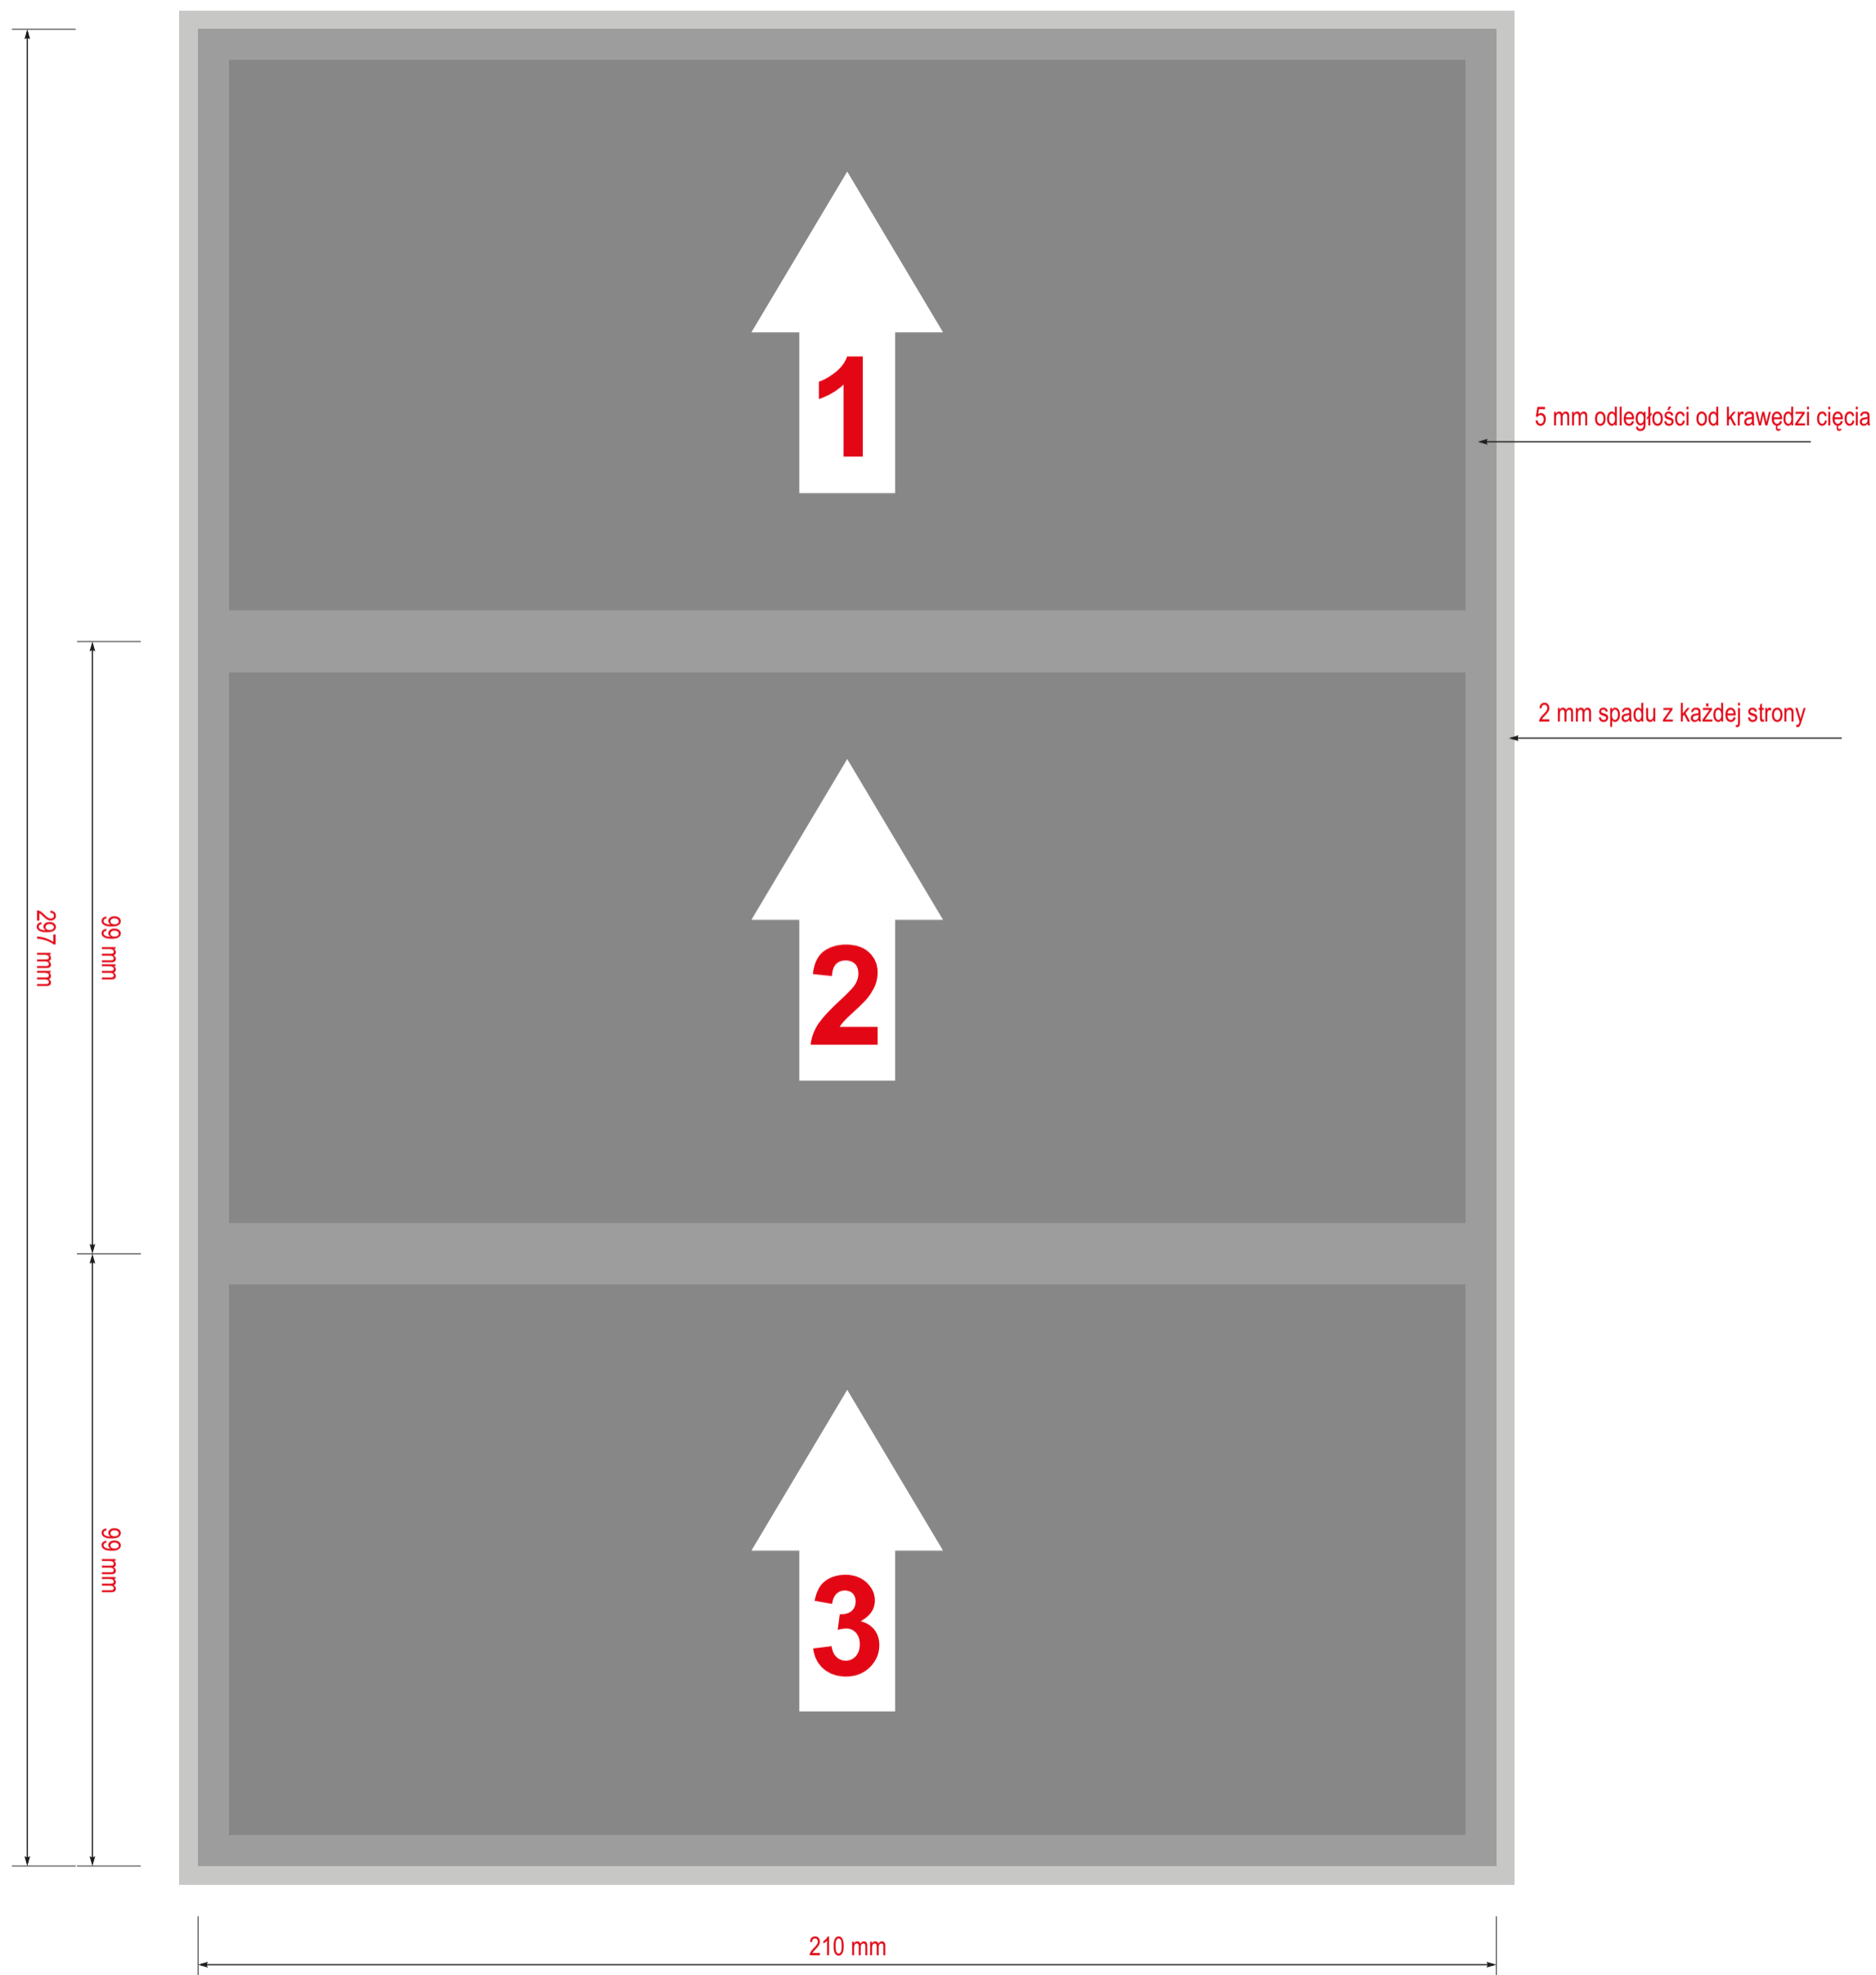 1
5 mm odległości od krawędzi cięcia
2 mm spadu z każdej strony
297 mm
99 mm
2
99 mm
3
210 mm